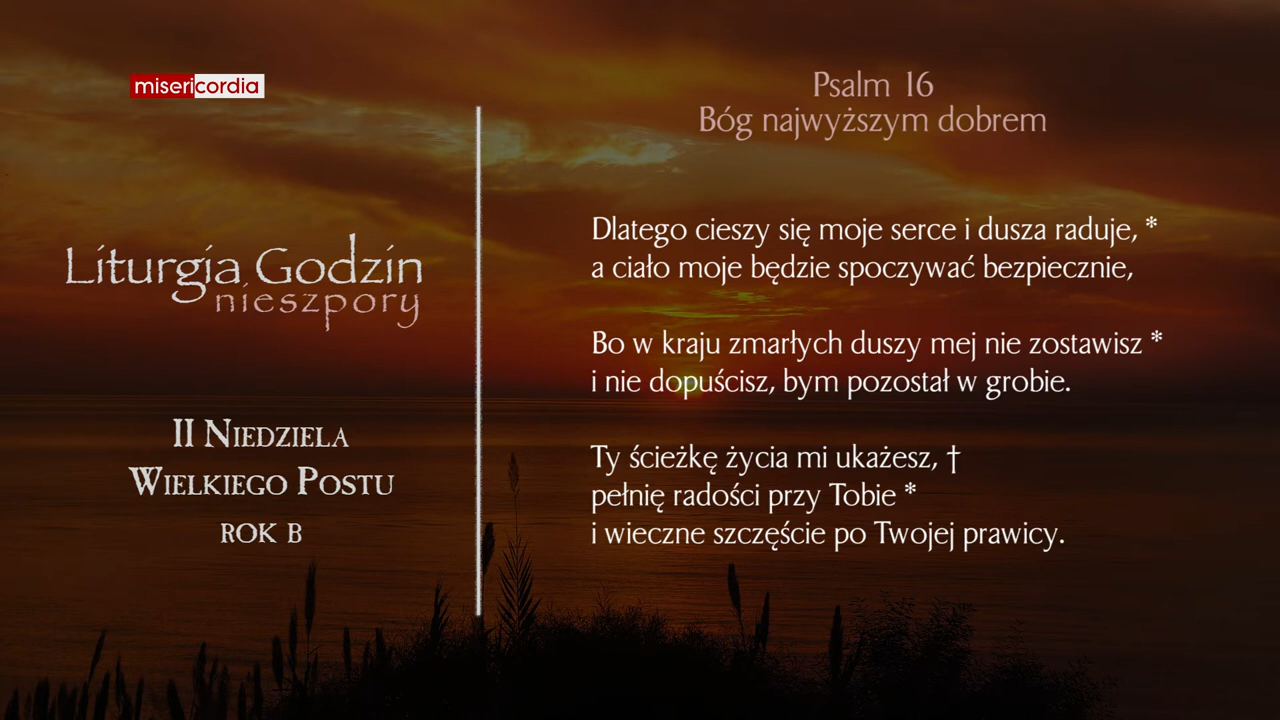 misericordia
Liturgia Godzin
nieszpory
II Niedziela
Wielkiego Postu
rok B
Psalm 16
Bóg najwyższym dobrem
Dlatego cieszy się moje serce i dusza raduje, *
a ciało moje będzie spoczywać bezpiecznie,
Bo w kraju zmarłych duszy mej nie zostawisz *
i nie dopuścisz, bym pozostał w grobie.
Ty ścieżkę życia mi ukażesz, †
pełnię radości przy Tobie *
i wieczne szczęście po Twojej prawicy.